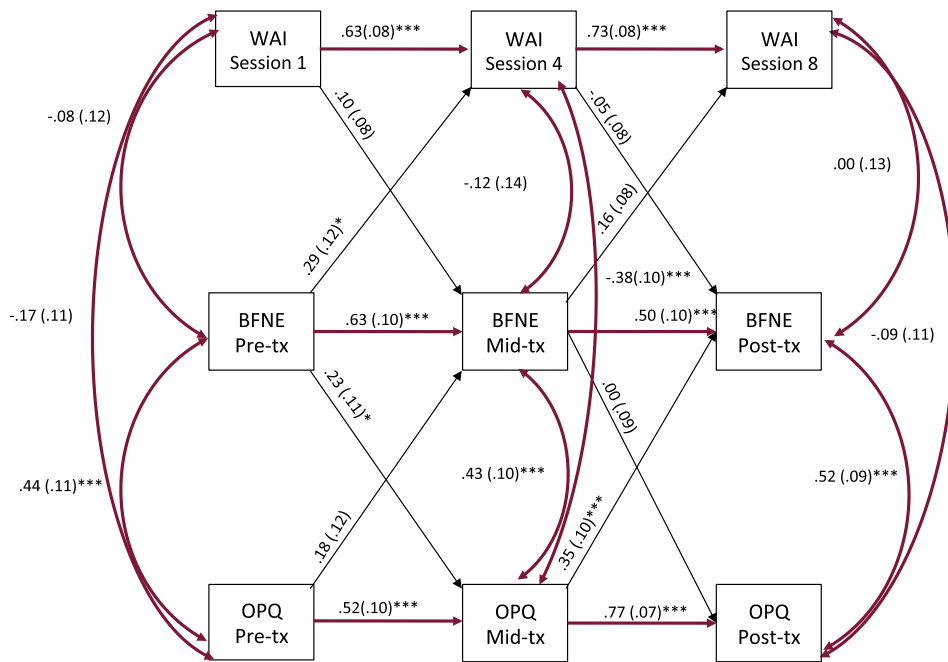 WAI
Session 1
.63(.08)***
WAI
Session 4
.73(.08)***
WAI
Session 8
-.08 (.12)
.10 (.08)
-.05 (.08)
-.12 (.14)
.00 (.13)
.29 (.12)*
.16 (.08)
-.38(.10)***
-.17 (.11)
BFNE
Pre-tx
.63 (.10)***
BFNE
Mid-tx
.50 (.10)***
BFNE
Post-tx
-.09 (.11)
.23 (.11)*
.00 (.09)
.44 (.11)***
.43 (.10)***
.52 (.09)***
.18 (.12)
.35 (.10)***
OPQ
Pre-tx
.52(.10)***
OPQ
Mid-tx
.77 (.07)***
OPQ
Post-tx